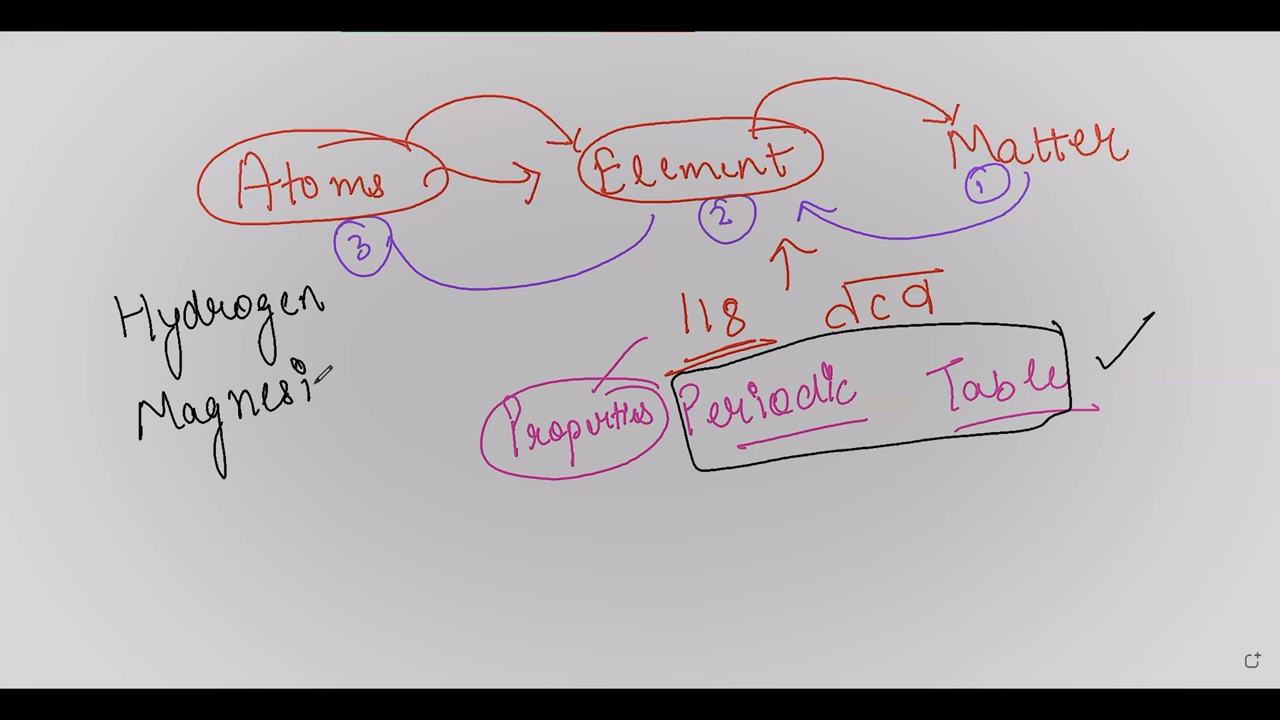 Atoms Element Matter
3 2 1
Hydrogen
118
Magnesi
Properties Periodic Table